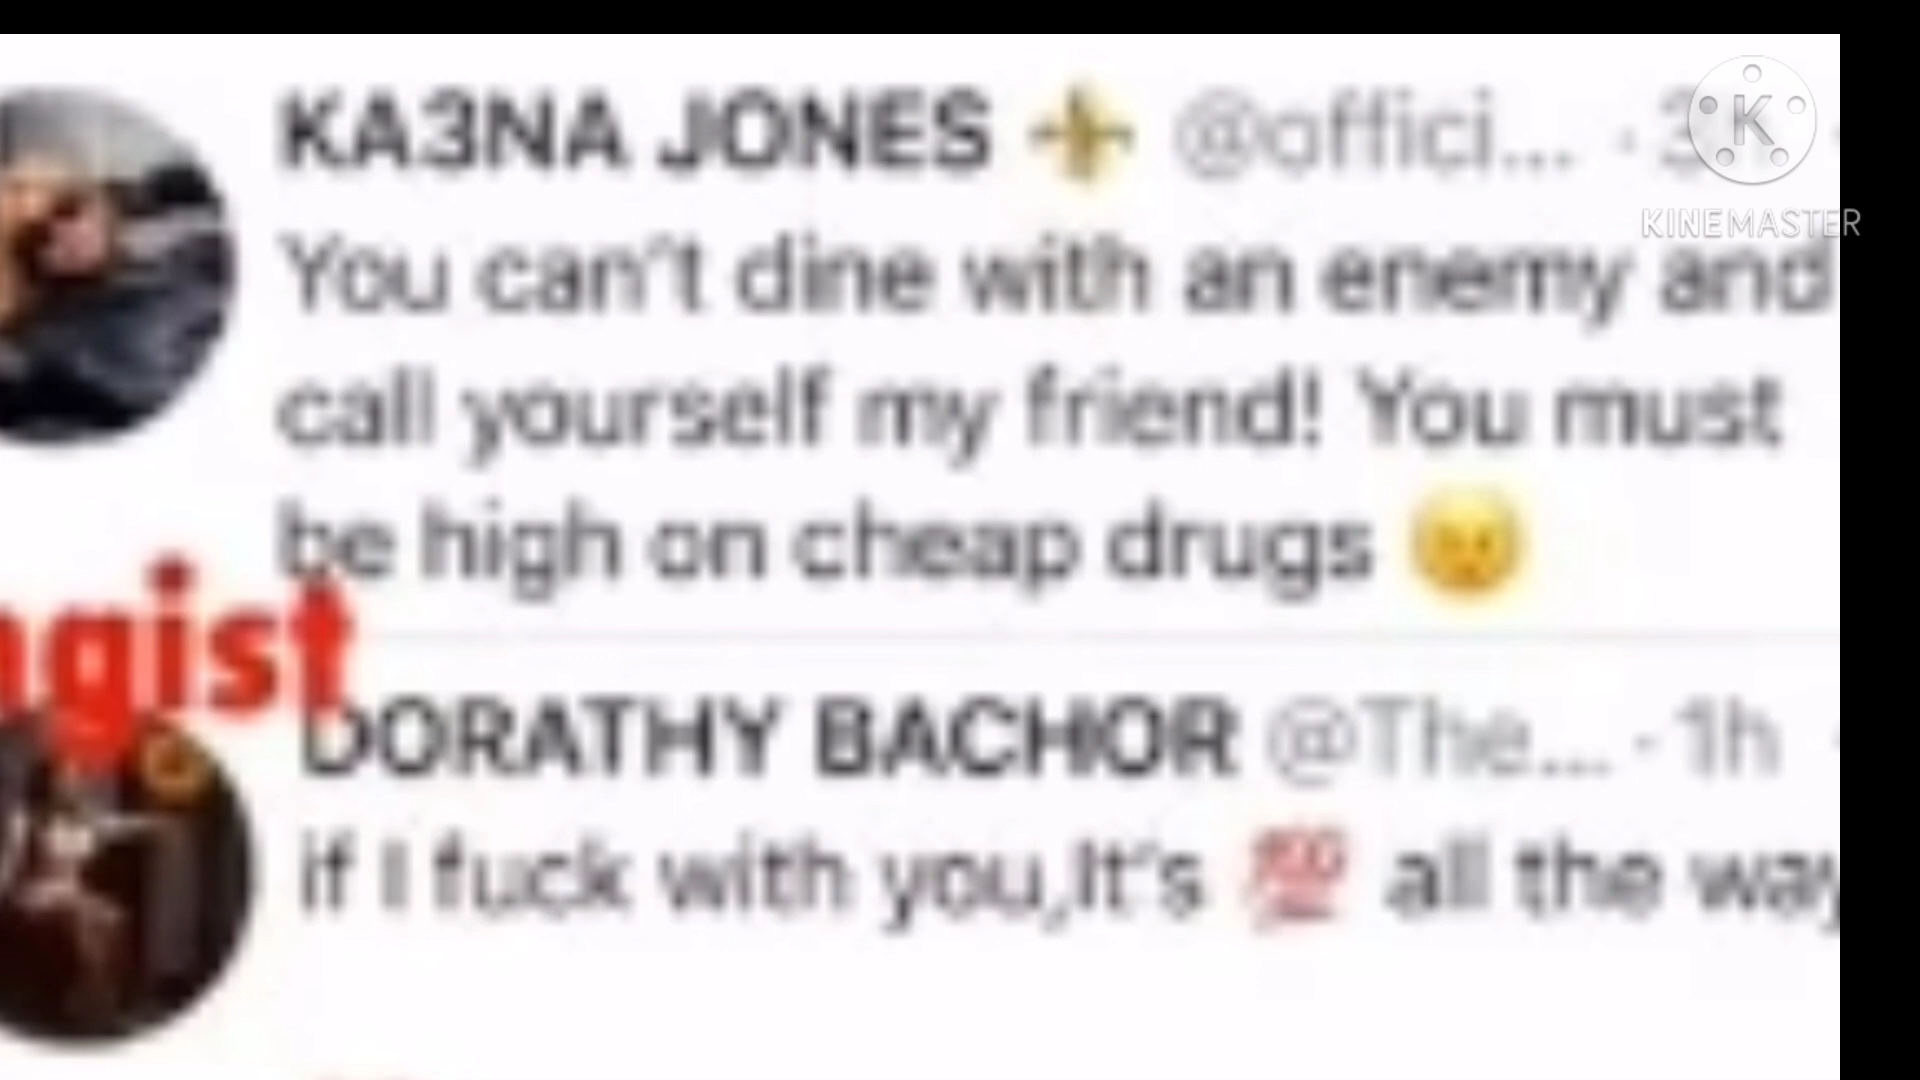 KA3NA JONES @offici...
KINEMASTER
You can't dine with an enemy and
call yourself my friend! You must
be high on cheap drugs
gist
DORATHY BACHOR @The... · 1h
if I fuck with you,It's 💯 all the way